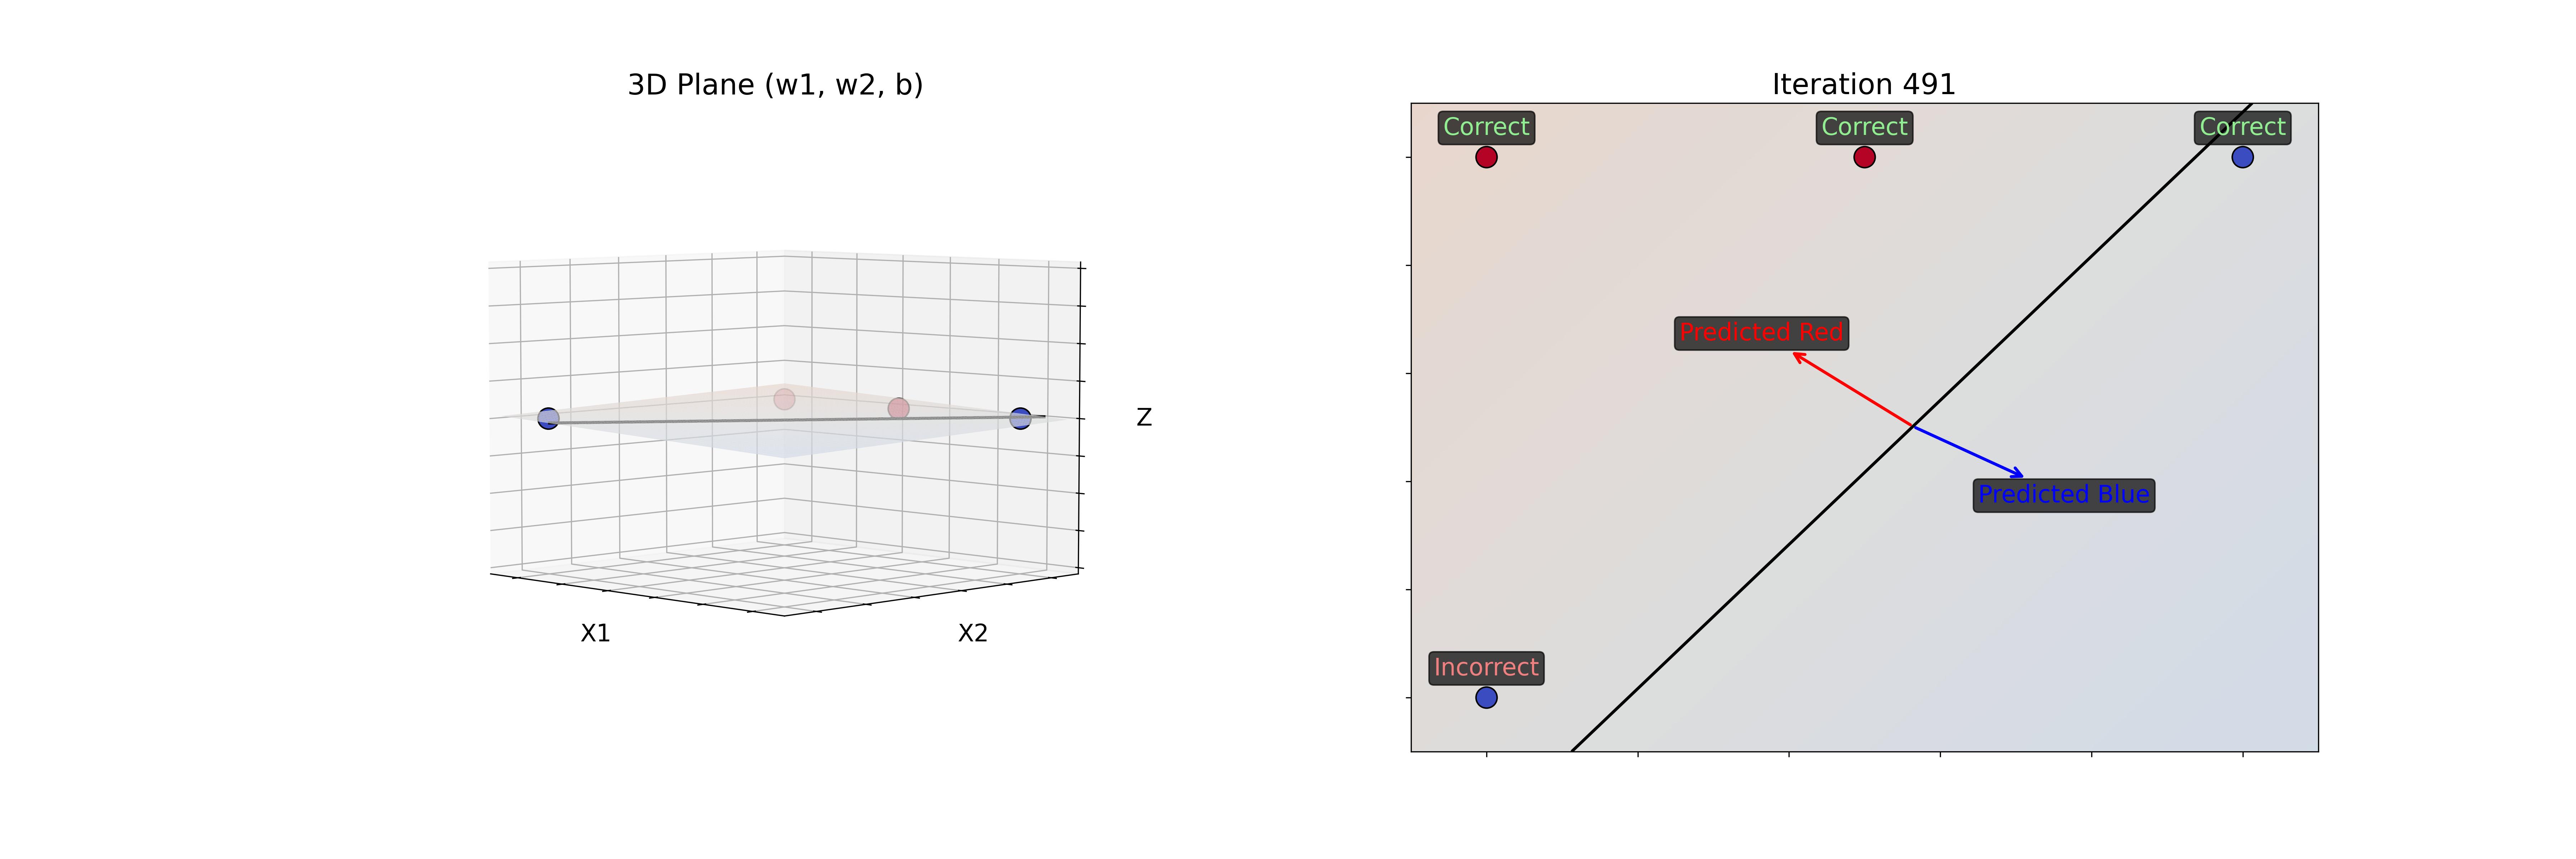 3D Plane (w1, w2, b)
Z
X1
X2
Iteration 491
Correct
Correct
Correct
Predicted Red
Predicted Blue
Incorrect